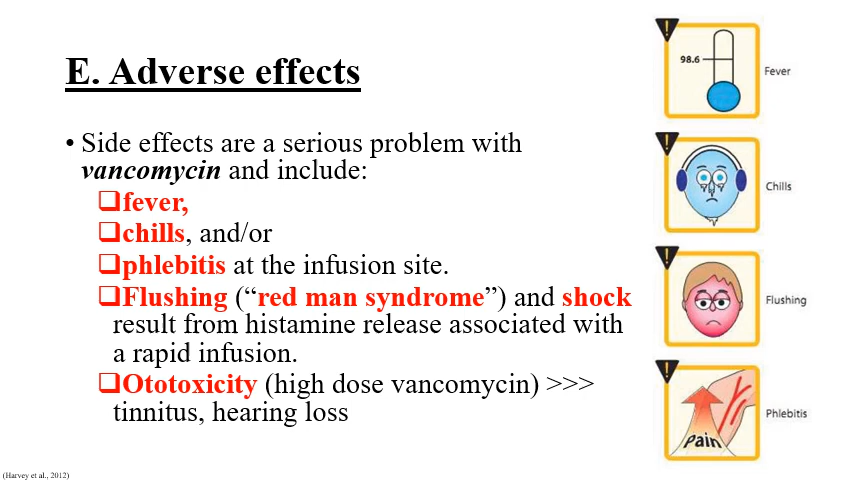 E. Adverse effects
• Side effects are a serious problem with
vancomycin and include:
❑fever,
❑chills, and/or
❑phlebitis at the infusion site.
❑Flushing (“red man syndrome”) and shock
result from histamine release associated with
a rapid infusion.
❑Ototoxicity (high dose vancomycin) >>>
tinnitus, hearing loss
98.6
Fever
Chills
Flushing
Pain
Phlebitis
(Harvey et al., 2012)